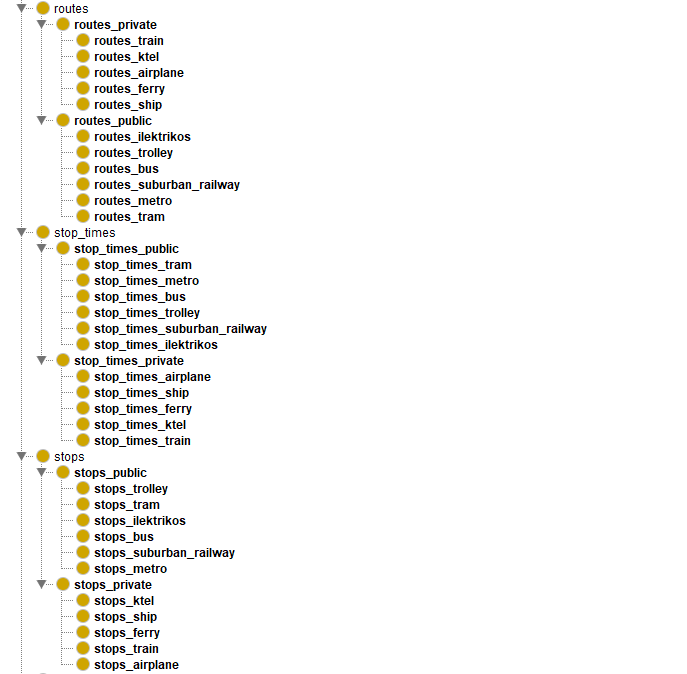 routes
routes_private
routes_train
routes_ktel
routes_airplane
routes_ferry
routes_ship
routes_public
routes_ilektrikos
routes_trolley
routes_bus
routes_suburban_railway
routes_metro
routes_tram
stop_times
stop_times_public
stop_times_tram
stop_times_metro
stop_times_bus
stop_times_trolley
stop_times_suburban_railway
stop_times_ilektrikos
stop_times_private
stop_times_airplane
stop_times_ship
stop_times_ferry
stop_times_ktel
stop_times_train
stops
stops_public
stops_trolley
stops_tram
stops_ilektrikos
stops_bus
stops_suburban_railway
stops_metro
stops_private
stops_ktel
stops_ship
stops_ferry
stops_train
stops_airplane